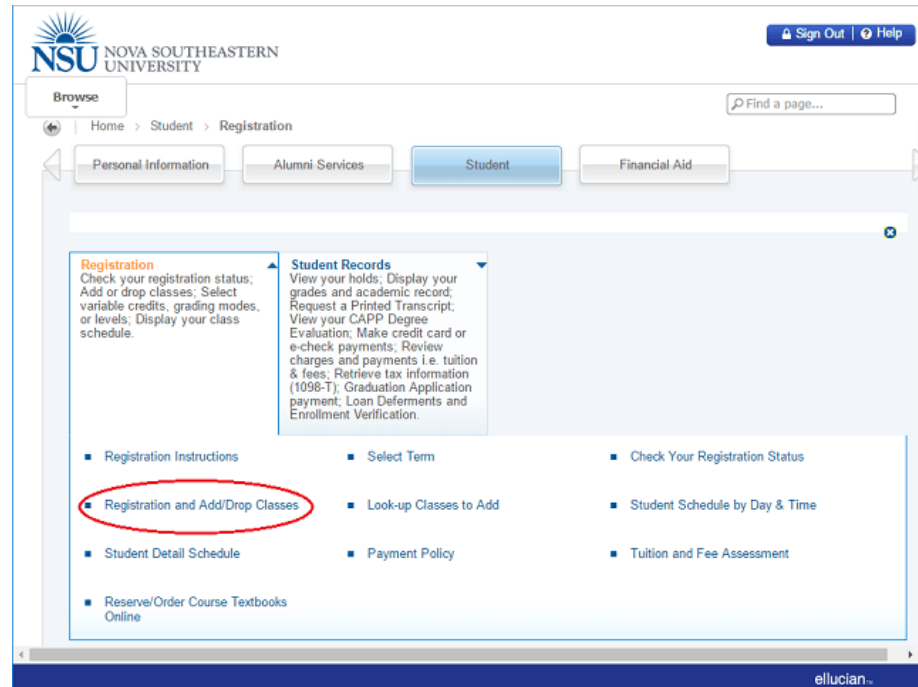 NSU NOVA SOUTHEASTERN
UNIVERSITY
Sign Out | Help
Browse
Find a page...
Home > Student > Registration
Personal Information
Alumni Services
Student
Financial Aid
Registration
Check your registration status;
Add or drop classes; Select
variable credits, grading modes,
or levels; Display your class
schedule.
Student Records
View your holds; Display your
grades and academic record;
Request a Printed Transcript;
View your CAPP Degree
Evaluation; Make credit card or
e-check payments; Review
charges and payments i.e. tuition
& fees; Retrieve tax information
(1098-T); Graduation Application
payment; Loan Deferments and
Enrollment Verification.
Registration Instructions
Select Term
Check Your Registration Status
Registration and Add/Drop Classes
Look-up Classes to Add
Student Schedule by Day & Time
Student Detail Schedule
Payment Policy
Tuition and Fee Assessment
Reserve/Order Course Textbooks
Online
ellucian™